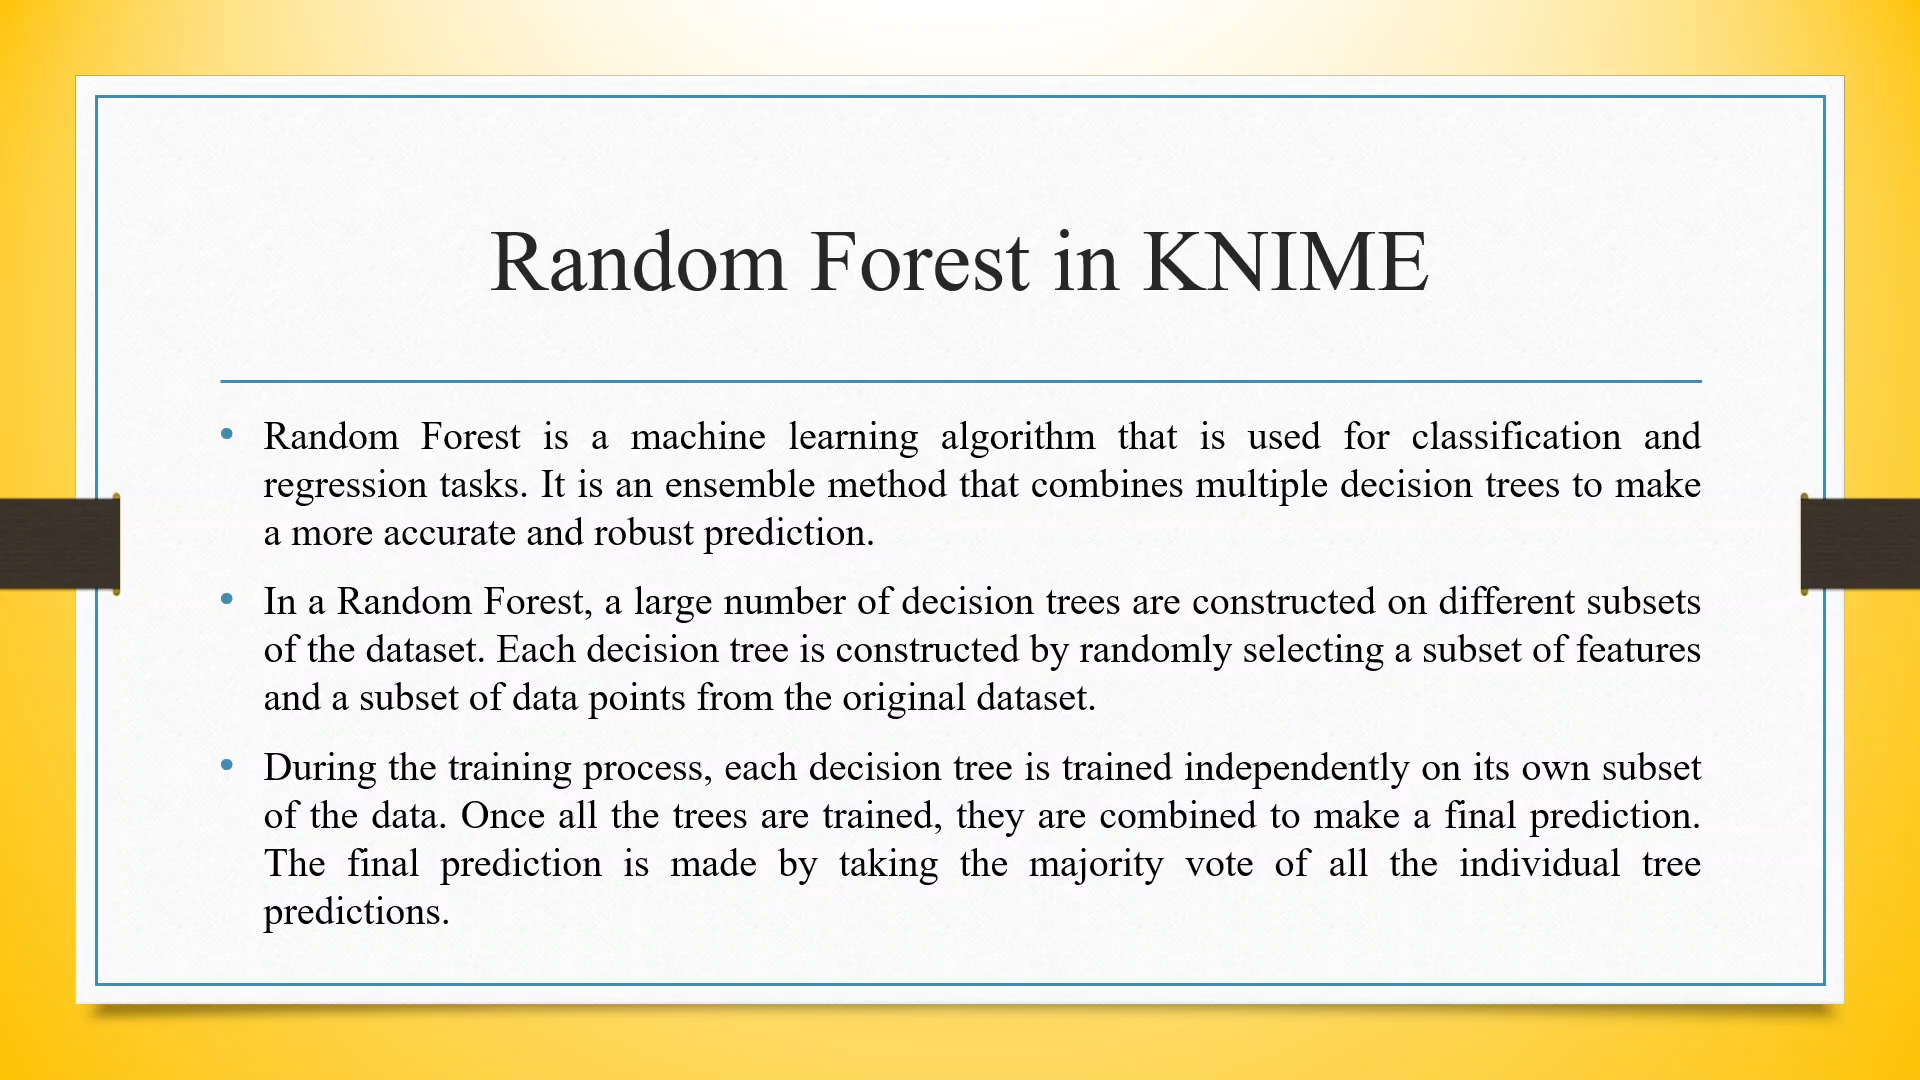 Random Forest in KNIME
• Random Forest is a machine learning algorithm that is used for classification and
regression tasks. It is an ensemble method that combines multiple decision trees to make
a more accurate and robust prediction.
• In a Random Forest, a large number of decision trees are constructed on different subsets
of the dataset. Each decision tree is constructed by randomly selecting a subset of features
and a subset of data points from the original dataset.
• During the training process, each decision tree is trained independently on its own subset
of the data. Once all the trees are trained, they are combined to make a final prediction.
The final prediction is made by taking the majority vote of all the individual tree
predictions.